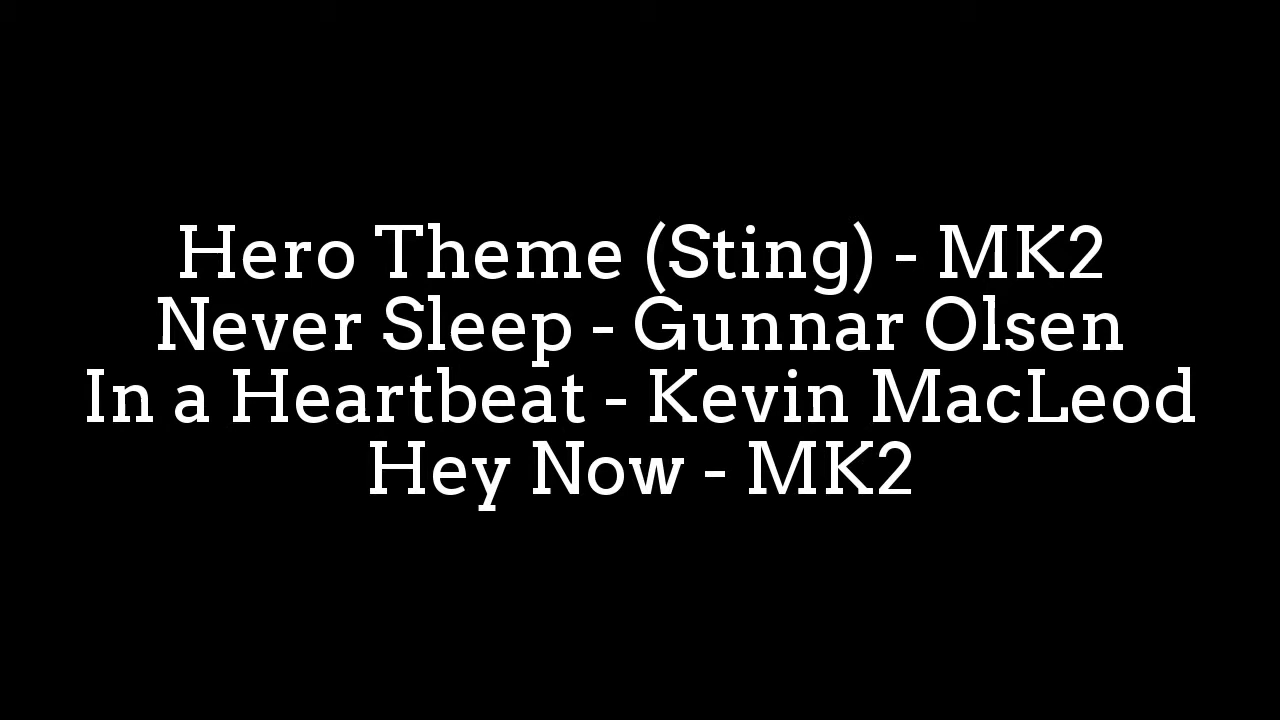 Hero Theme (Sting) - MK2
Never Sleep - Gunnar Olsen
In a Heartbeat - Kevin MacLeod
Hey Now - MK2